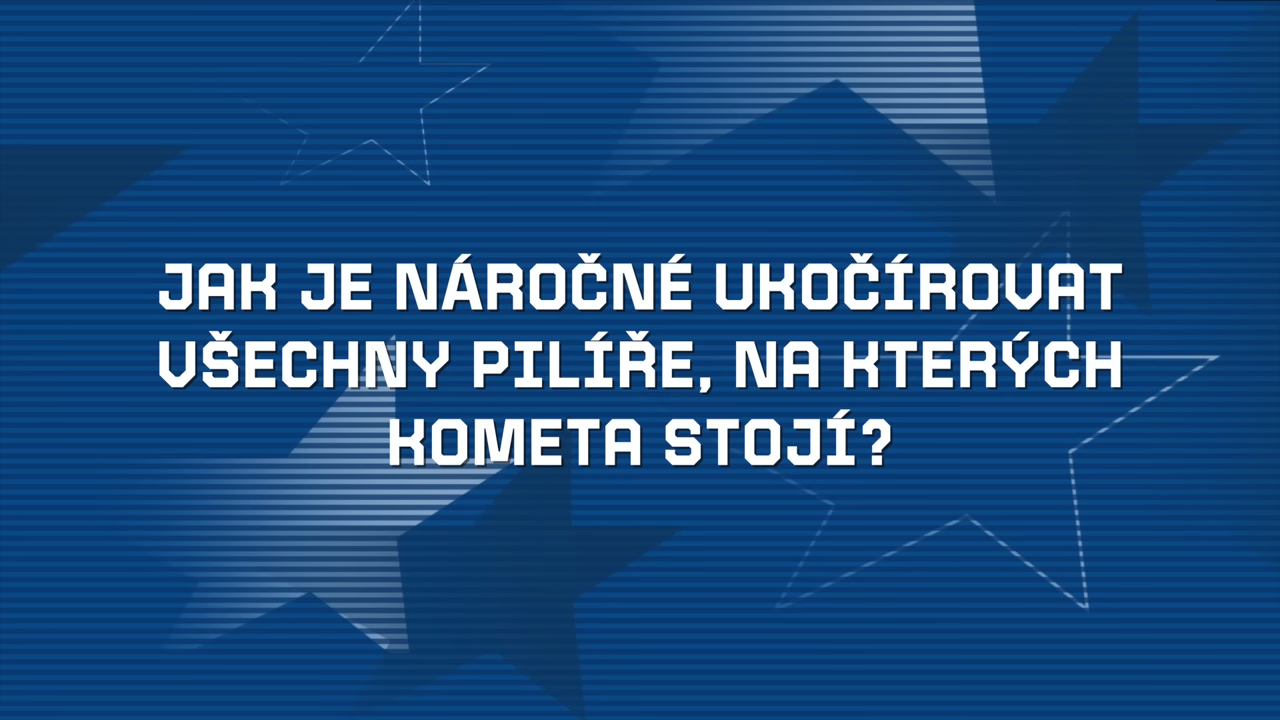 JAK JE NÁROČNÉ UKOČÍROVAT
VŠECHNY PILÍŘE, NA KTERÝCH
KOMETA STOJÍ?